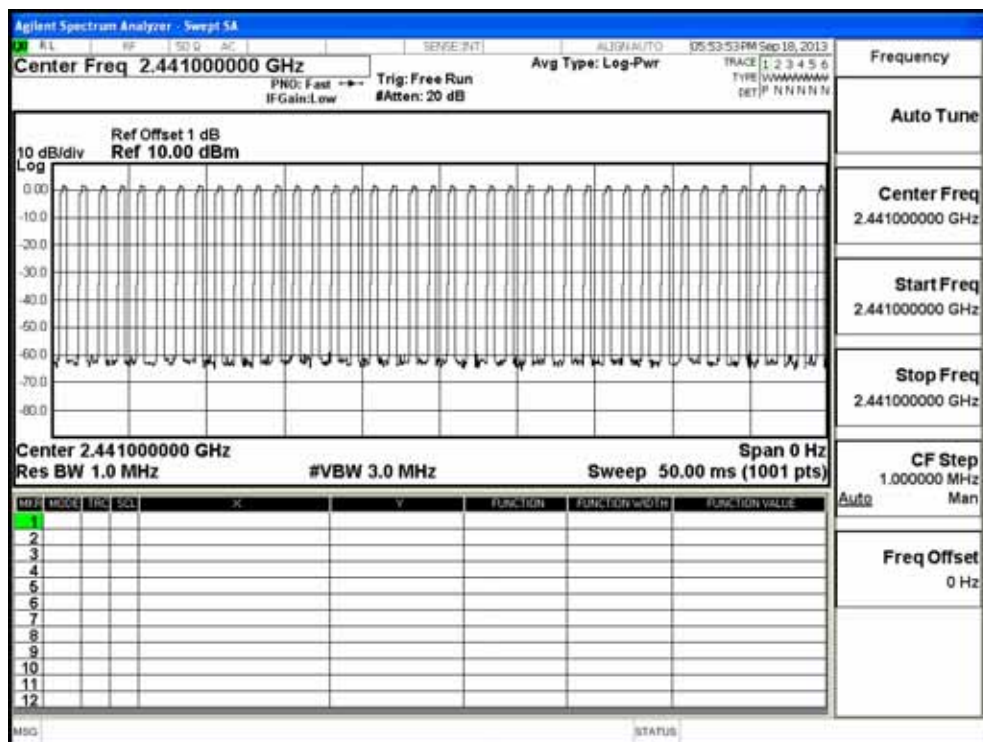 Agilent Spectrum Analyzer - Swept SA
RL RF 50 Ω AC SENSE:INT ALIGN AUTO 05:53:53 PM Sep 18, 2013
Center Freq 2.441000000 GHz
PNO: Fast
IFGain:Low
Trig: Free Run
#Atten: 20 dB
Avg Type: Log-Pwr
TRACE 1 2 3 4 5 6
TYPE
DET P N N N N N
Ref Offset 1 dB
10 dB/div Ref 10.00 dBm
Log
0.00
-10.0
-20.0
-30.0
-40.0
-50.0
-60.0
-70.0
-80.0
Center 2.441000000 GHz Span 0 Hz
Res BW 1.0 MHz #VBW 3.0 MHz Sweep 50.00 ms (1001 pts)
MKR MODE TRC SCL X Y FUNCTION FUNCTION WIDTH FUNCTION VALUE
1
2
3
4
5
6
7
8
9
10
11
12
MSG STATUS
Frequency
Auto Tune
Center Freq
2.441000000 GHz
Start Freq
2.441000000 GHz
Stop Freq
2.441000000 GHz
CF Step
1.000000 MHz
Auto Man
Freq Offset
0 Hz